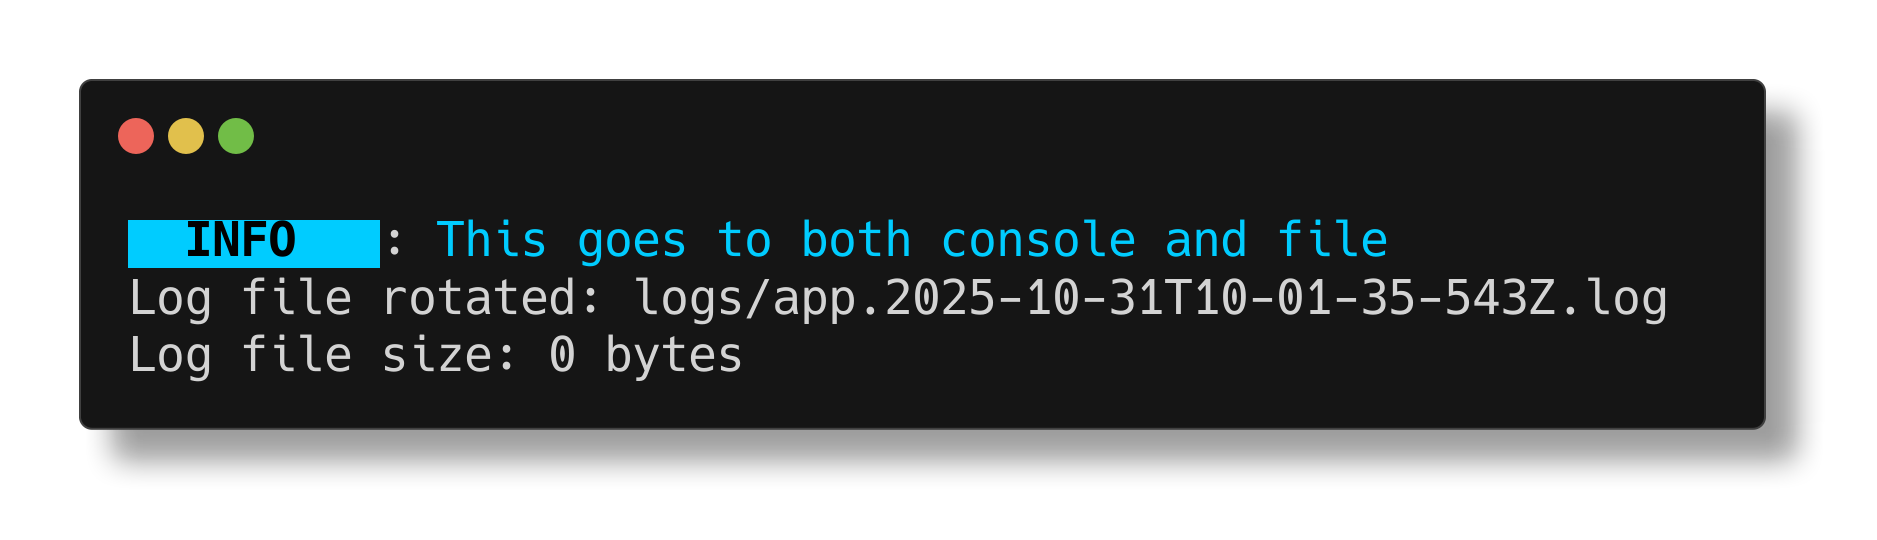 INFO : This goes to both console and file
Log file rotated: logs/app.2025-10-31T10-01-35-543Z.log
Log file size: 0 bytes